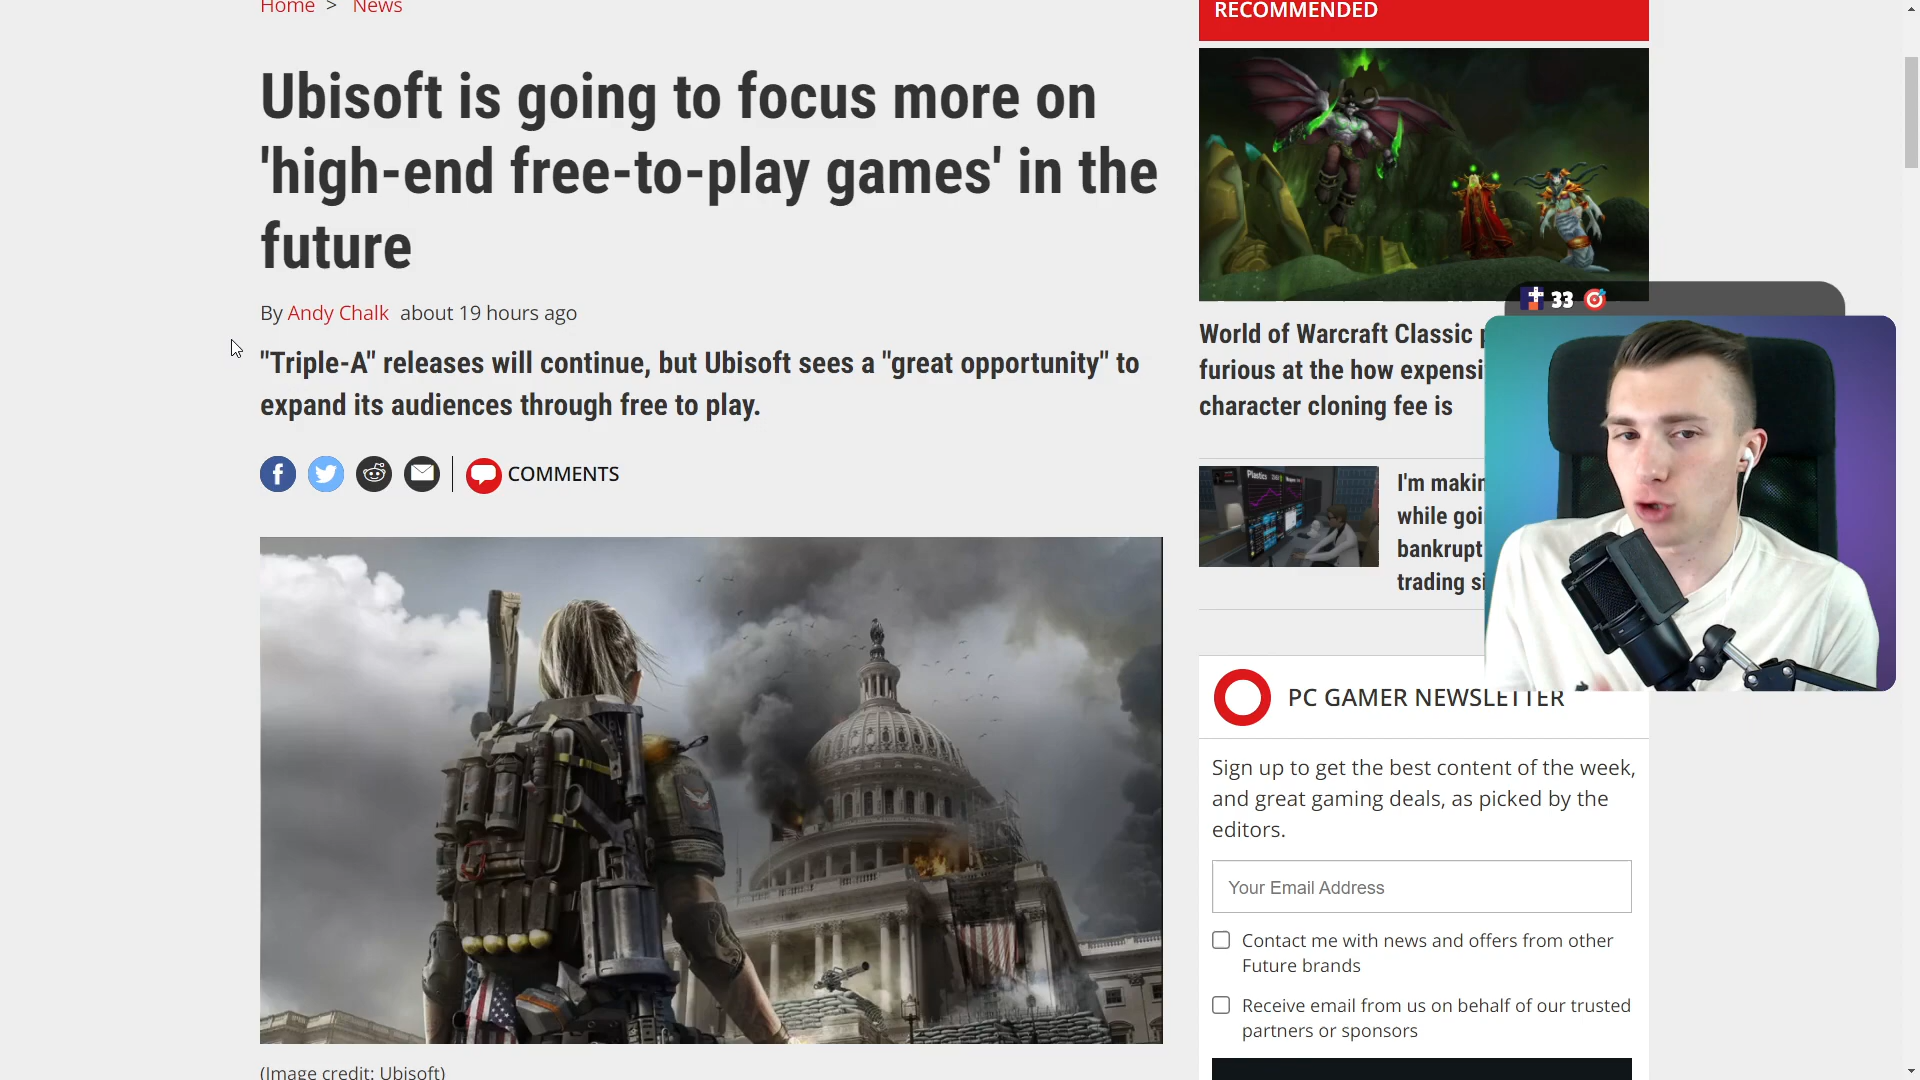 Home > News
Ubisoft is going to focus more on
'high-end free-to-play games' in the
future
By Andy Chalk about 19 hours ago
"Triple-A" releases will continue, but Ubisoft sees a "great opportunity" to
expand its audiences through free to play.
COMMENTS
(Image credit: Ubisoft)
RECOMMENDED
World of Warcraft Classic
furious at the how expensi
character cloning fee is
33
Plastics
I'm makin
while goi
bankrupt
trading si
PC GAMER NEWSLETTER
Sign up to get the best content of the week,
and great gaming deals, as picked by the
editors.
Your Email Address
Contact me with news and offers from other
Future brands
Receive email from us on behalf of our trusted
partners or sponsors